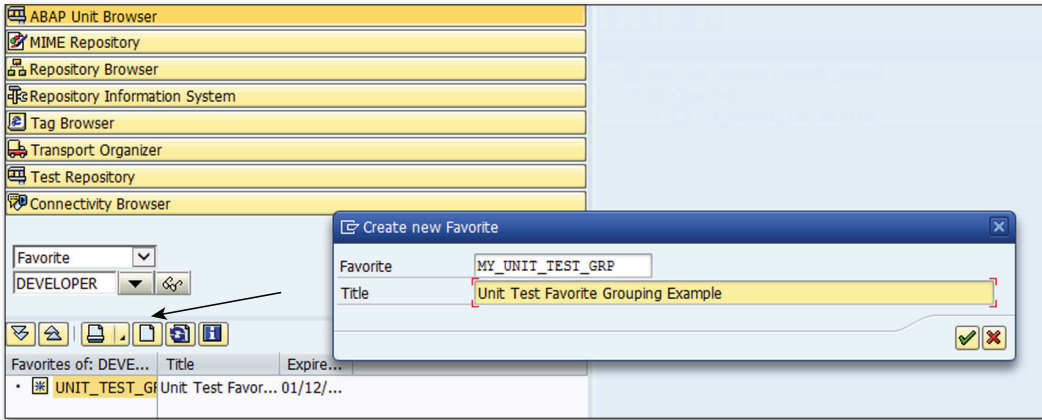 ABAP Unit Browser
MIME Repository
Repository Browser
Repository Information System
Tag Browser
Transport Organizer
Test Repository
Connectivity Browser
Create new Favorite
Favorite MY_UNIT_TEST_GRP
Title Unit Test Favorite Grouping Example
Favorite
DEVELOPER
Favorites of: DEVE... Title Expire...
UNIT_TEST_GR Unit Test Favor... 01/12/...